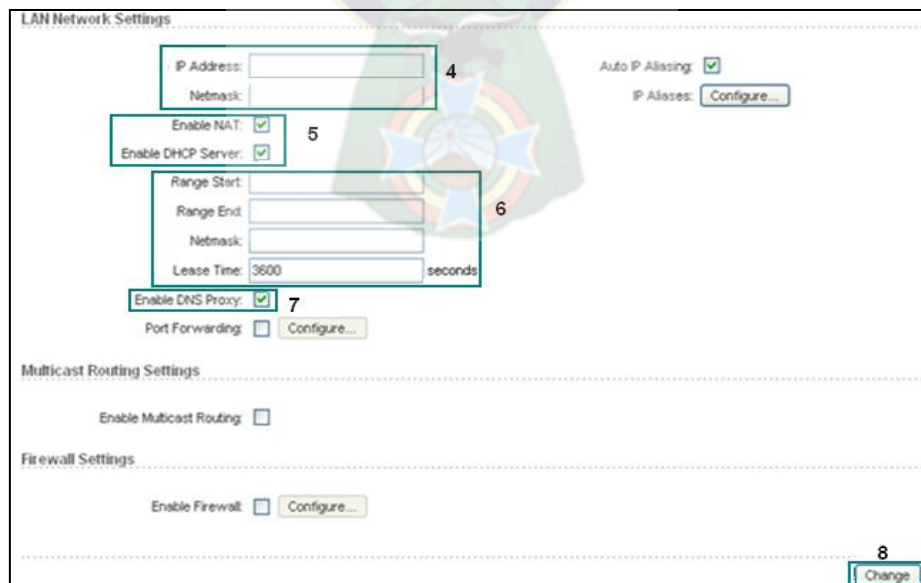 LAN Network Settings
IP Address:
4
Auto IP Aliasing:
Netmask:
IP Aliases: Configure...
Enable NAT:
5
Enable DHCP Server:
Range Start:
Range End:
6
Netmask:
Lease Time: 3600 seconds
Enable DNS Proxy:
7
Port Forwarding: Configure...
Multicast Routing Settings
Enable Multicast Routing:
Firewall Settings
Enable Firewall: Configure...
8
Change